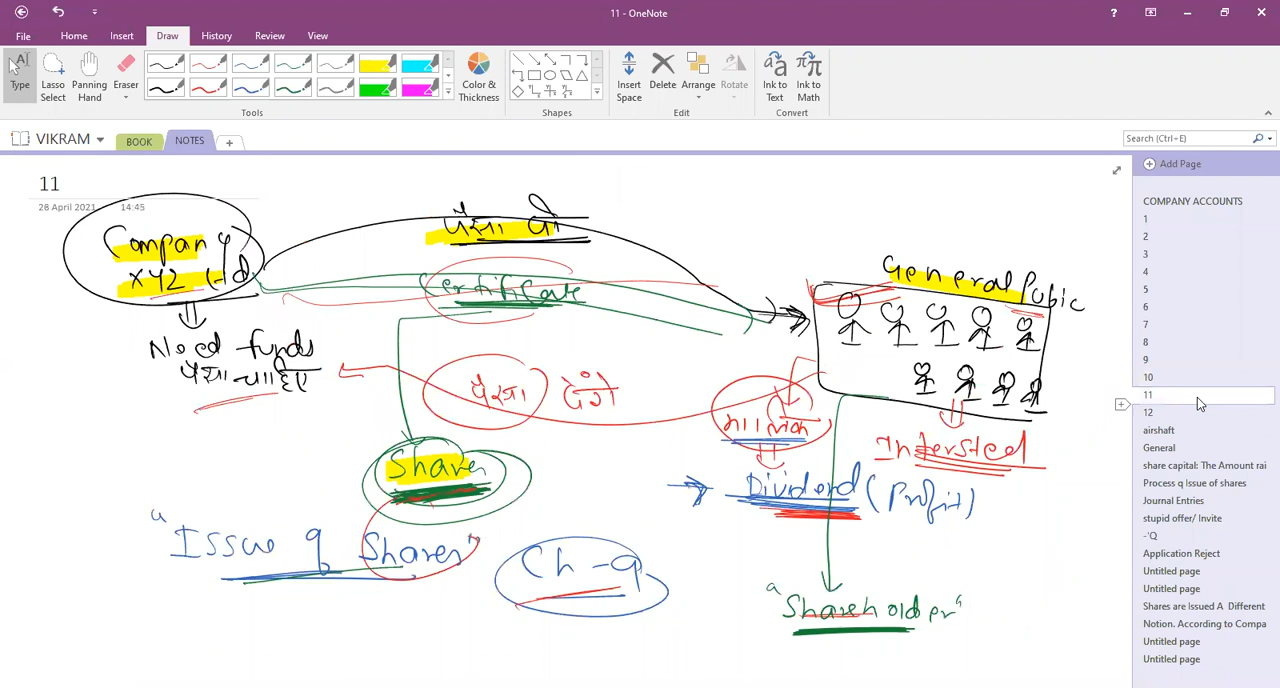 11 - OneNote
File Home Insert Draw History Review View
Type Lasso Select Panning Hand Eraser Color & Thickness Insert Space Delete Arrange Rotate Ink to Text Ink to Math
Tools Shapes Edit Convert
VIKRAM BOOK NOTES Search (Ctrl+E)
11
28 April 2021 14:45
Company
XYZ Ltd
Need funds
पैसा चाहिए
पैसा दो
Certificate
General Pubic
पैसा देंगे
मालिक
Intersted
Share
Dividend (Profit)
"Issue of Shares"
Ch-9
"Shareholder"
Add Page
COMPANY ACCOUNTS
1
2
3
4
5
6
7
8
9
10
11
12
airshaft
General
share capital: The Amount rai
Process q Issue of shares
Journal Entries
stupid offer/ Invite
-'Q
Application Reject
Untitled page
Untitled page
Shares are Issued A Different
Notion. According to Compa
Untitled page
Untitled page